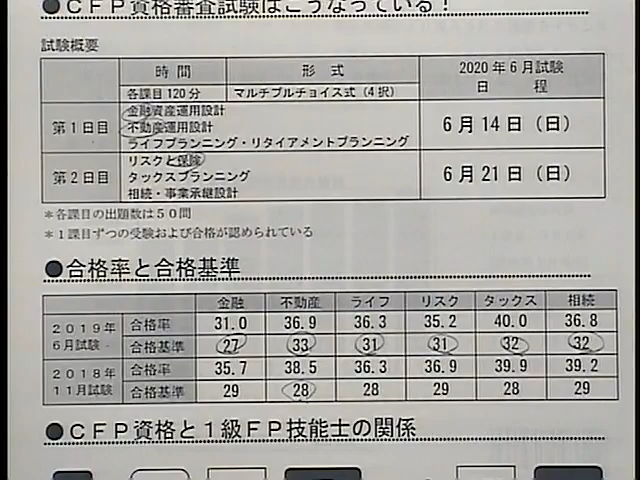 ●ＣＦＰ資格審査試験はこうなっている！
試験概要
時間 形式 2020年6月試験
各課目120分 マルチプルチョイス式（4択） 日程
第1日目 金融資産運用設計 6月14日（日）
不動産運用設計
ライフプランニング・リタイアメントプランニング
第2日目 リスクと保険 6月21日（日）
タックスプランニング
相続・事業承継設計
＊各課目の出題数は５０問
＊１課目ずつの受験および合格が認められている
●合格率と合格基準
金融 不動産 ライフ リスク タックス 相続
２０１９年 合格率 31.0 36.9 36.3 35.2 40.0 36.8
６月試験 合格基準 27 33 31 31 32 32
２０１８年 合格率 35.7 38.5 36.3 36.9 39.9 39.2
１１月試験 合格基準 29 28 28 29 28 29
●ＣＦＰ資格と１級ＦＰ技能士の関係